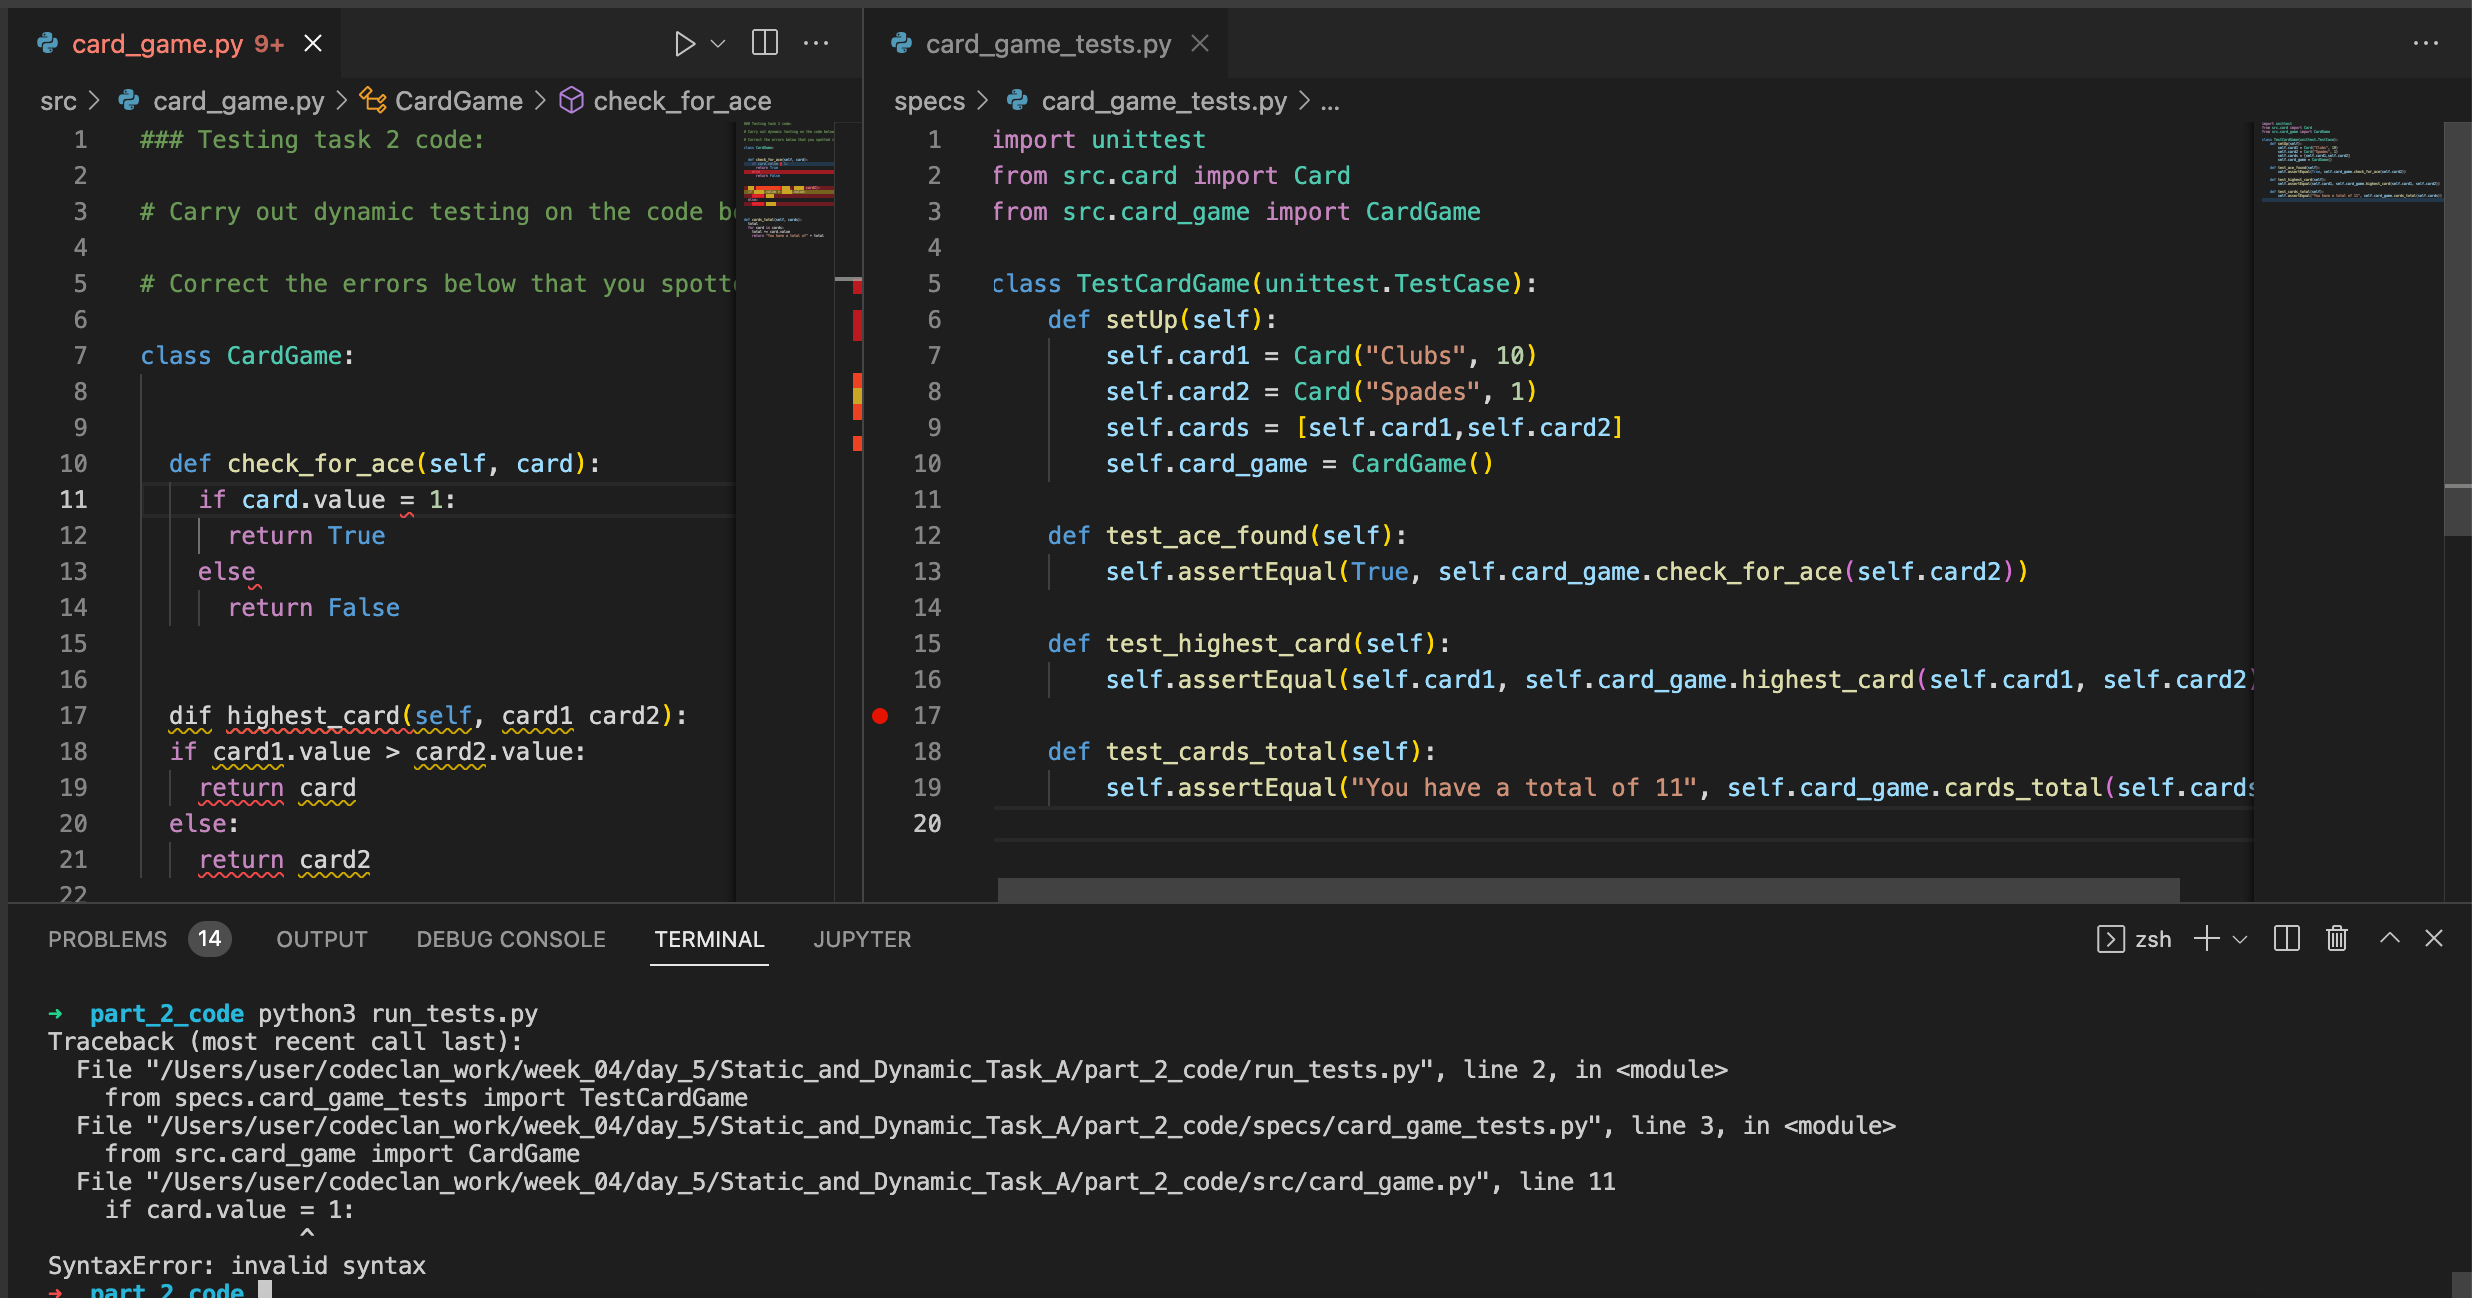 card_game.py 9+
src > card_game.py > CardGame > check_for_ace
1 ### Testing task 2 code:
2
3 # Carry out dynamic testing on the code
4
5 # Correct the errors below that you
6
7 class CardGame:
8
9
10 def check_for_ace(self, card):
11 if card.value = 1:
12 return True
13 else
14 return False
15
16
17 dif highest_card(self, card1 card2):
18 if card1.value > card2.value:
19 return card
20 else:
21 return card2
22
card_game_tests.py
specs > card_game_tests.py > ...
1 import unittest
2 from src.card import Card
3 from src.card_game import CardGame
4
5 class TestCardGame(unittest.TestCase):
6 def setUp(self):
7 self.card1 = Card("Clubs", 10)
8 self.card2 = Card("Spades", 1)
9 self.cards = [self.card1,self.card2]
10 self.card_game = CardGame()
11
12 def test_ace_found(self):
13 self.assertEqual(True, self.card_game.check_for_ace(self.card2))
14
15 def test_highest_card(self):
16 self.assertEqual(self.card1, self.card_game.highest_card(self.card1, self.card2)
17
18 def test_cards_total(self):
19 self.assertEqual("You have a total of 11", self.card_game.cards_total(self.cards
20
PROBLEMS 14 OUTPUT DEBUG CONSOLE TERMINAL JUPYTER zsh
➜ part_2_code python3 run_tests.py
Traceback (most recent call last):
File "/Users/user/codeclan_work/week_04/day_5/Static_and_Dynamic_Task_A/part_2_code/run_tests.py", line 2, in <module>
from specs.card_game_tests import TestCardGame
File "/Users/user/codeclan_work/week_04/day_5/Static_and_Dynamic_Task_A/part_2_code/specs/card_game_tests.py", line 3, in <module>
from src.card_game import CardGame
File "/Users/user/codeclan_work/week_04/day_5/Static_and_Dynamic_Task_A/part_2_code/src/card_game.py", line 11
if card.value = 1:
^
SyntaxError: invalid syntax
➜ part_2_code